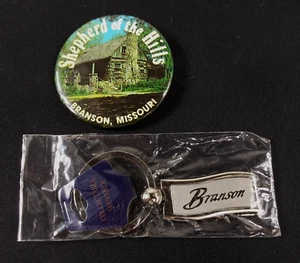 Shepherd of the Hills
BRANSON, MISSOURI
Branson